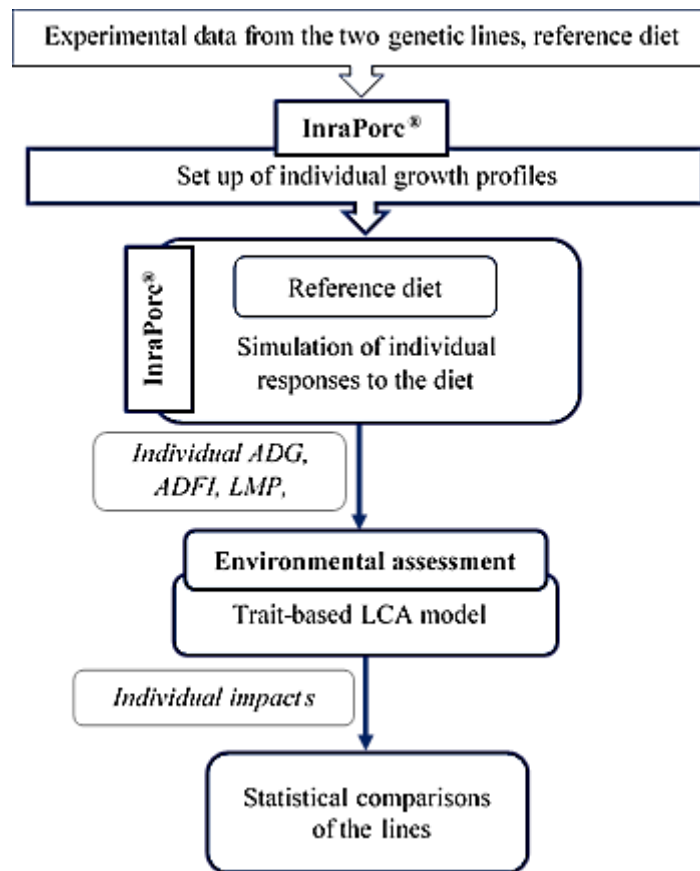 Experimental data from the two genetic lines, reference diet
InraPorc®
Set up of individual growth profiles
InraPorc®
Reference diet
Simulation of individual
responses to the diet
Individual ADG,
ADFI, LMP,
Environmental assessment
Trait-based LCA model
Individual impacts
Statistical comparisons
of the lines